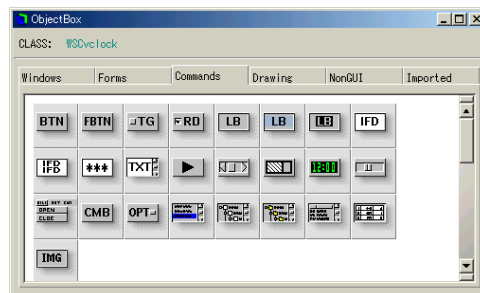 ObjectBox
CLASS: WSCvclock
Windows Forms Commands Drawing NonGUI Imported
BTN FBTN TG RD LB LB LB IFD
IFD IFD *** TXT 12:00
OPEN CMB OPT
IMG